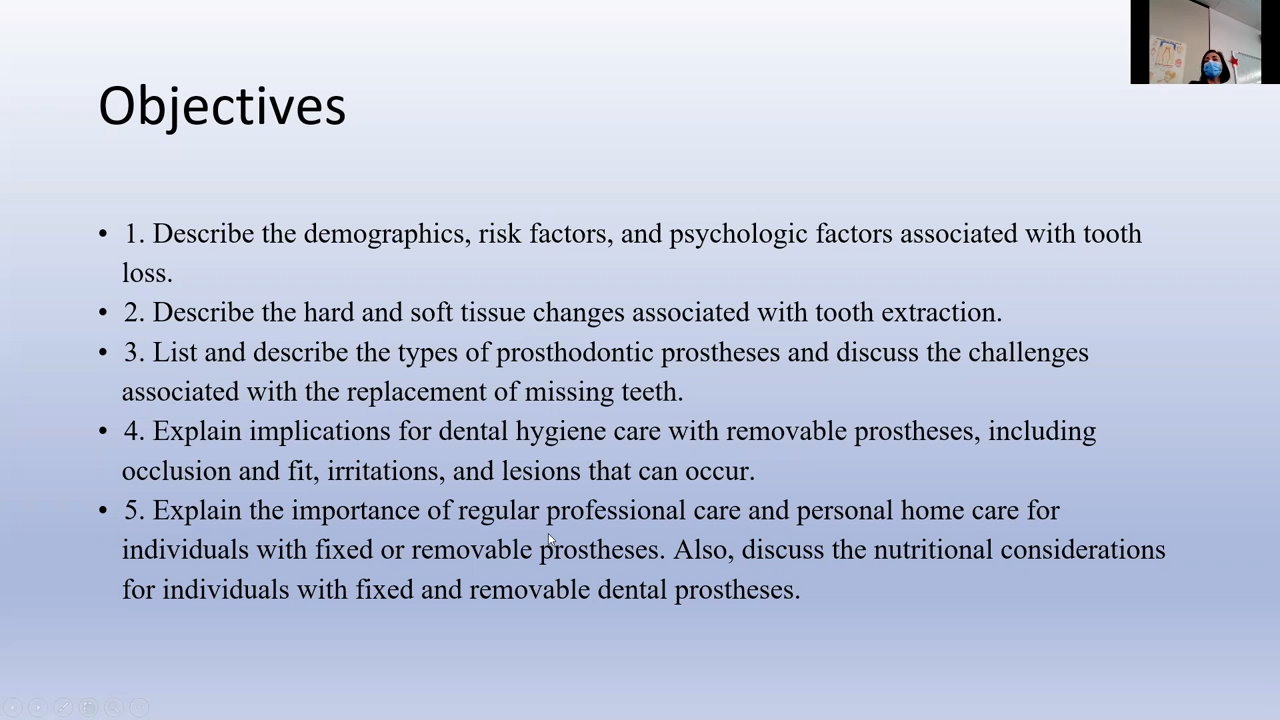 Objectives
• 1. Describe the demographics, risk factors, and psychologic factors associated with tooth
loss.
• 2. Describe the hard and soft tissue changes associated with tooth extraction.
• 3. List and describe the types of prosthodontic prostheses and discuss the challenges
associated with the replacement of missing teeth.
• 4. Explain implications for dental hygiene care with removable prostheses, including
occlusion and fit, irritations, and lesions that can occur.
• 5. Explain the importance of regular professional care and personal home care for
individuals with fixed or removable prostheses. Also, discuss the nutritional considerations
for individuals with fixed and removable dental prostheses.